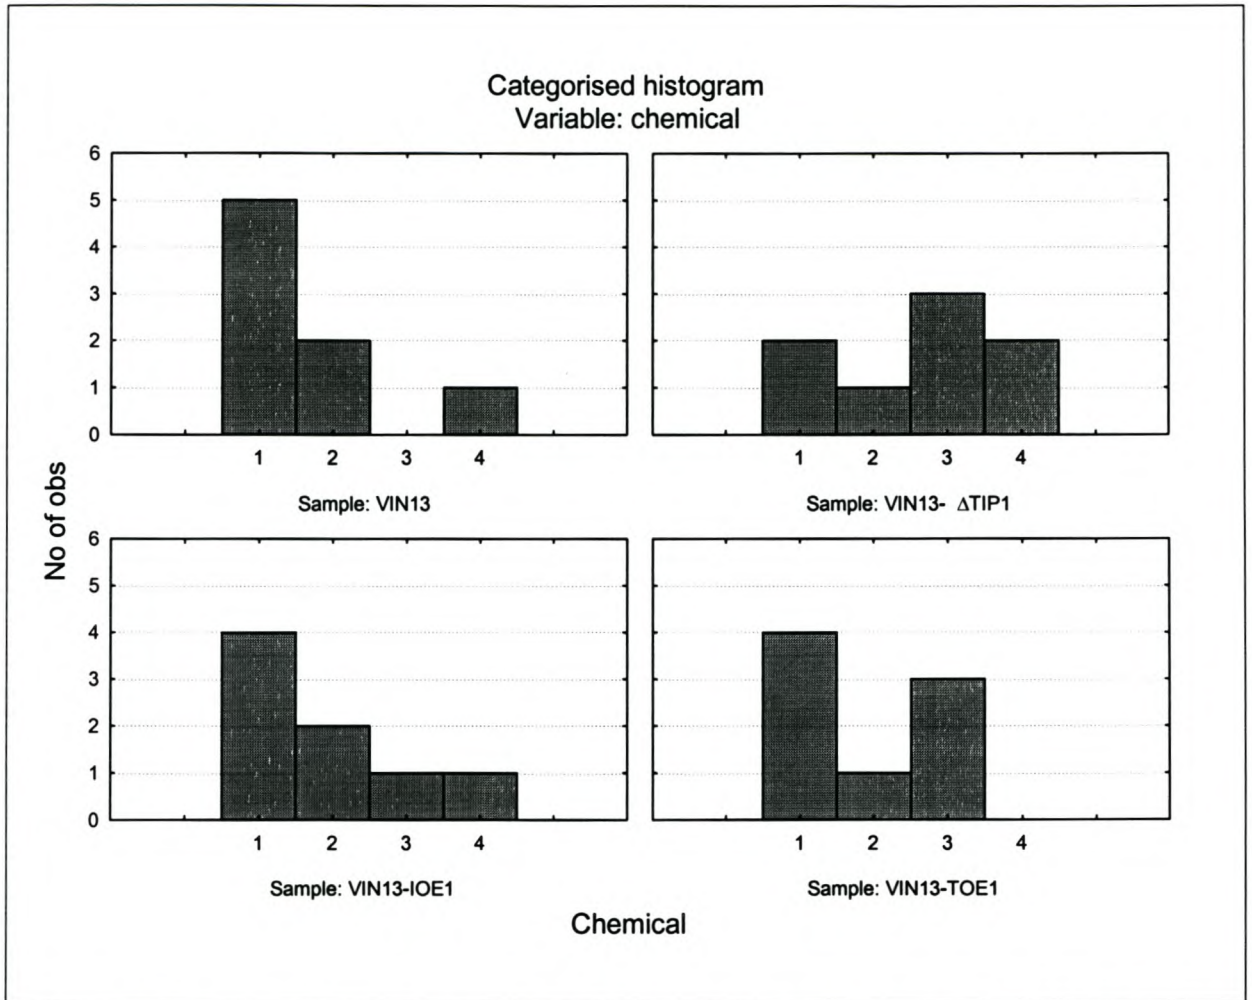 Categorised histogram
Variable: chemical
6
5
4
3
2
1
0
1 2 3 4
1 2 3 4
Sample: VIN13
Sample: VIN13- ΔTIP1
No of obs
6
5
4
3
2
1
0
1 2 3 4
1 2 3 4
Sample: VIN13-IOE1
Sample: VIN13-TOE1
Chemical